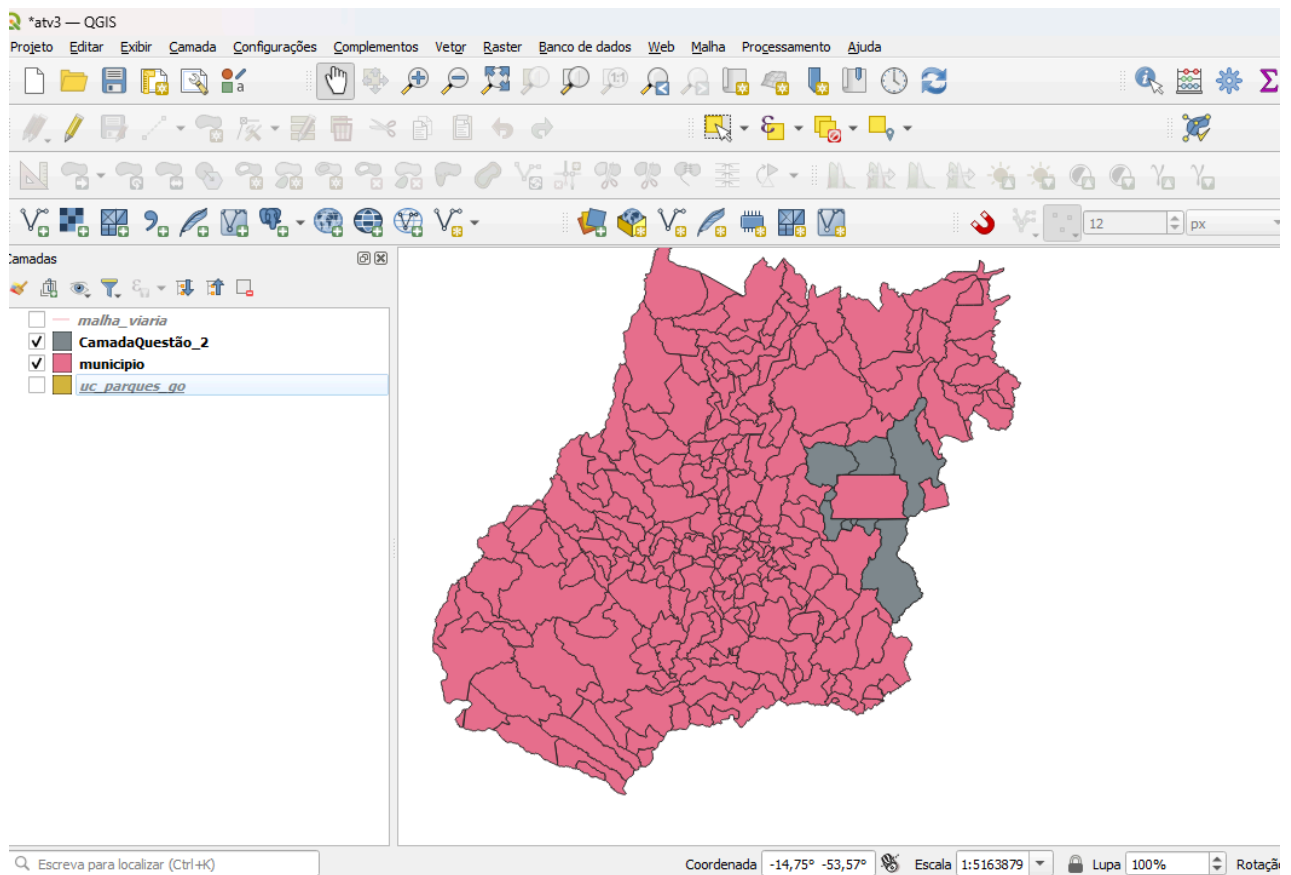 *atv3 — QGIS
Projeto Editar Exibir Camada Configurações Complementos Vetor Raster Banco de dados Web Malha Processamento Ajuda
12 px
Camadas
malha_viaria
CamadaQuestão_2
municipio
uc_parques_go
Escreva para localizar (Ctrl+K) Coordenada -14,75° -53,57° Escala 1:5163879 Lupa 100% Rotação